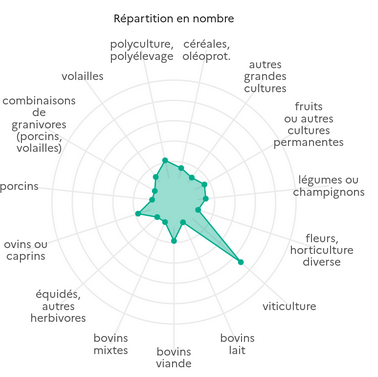 Répartition en nombre
polyculture,
polyélevage
céréales,
oléoprot.
autres
grandes
cultures
fruits
ou autres
cultures
permanentes
légumes ou
champignons
fleurs,
horticulture
diverse
viticulture
bovins
lait
bovins
viande
bovins
mixtes
équidés,
autres
herbivores
ovins ou
caprins
porcins
combinaisons
de
granivores
(porcins,
volailles)
volailles